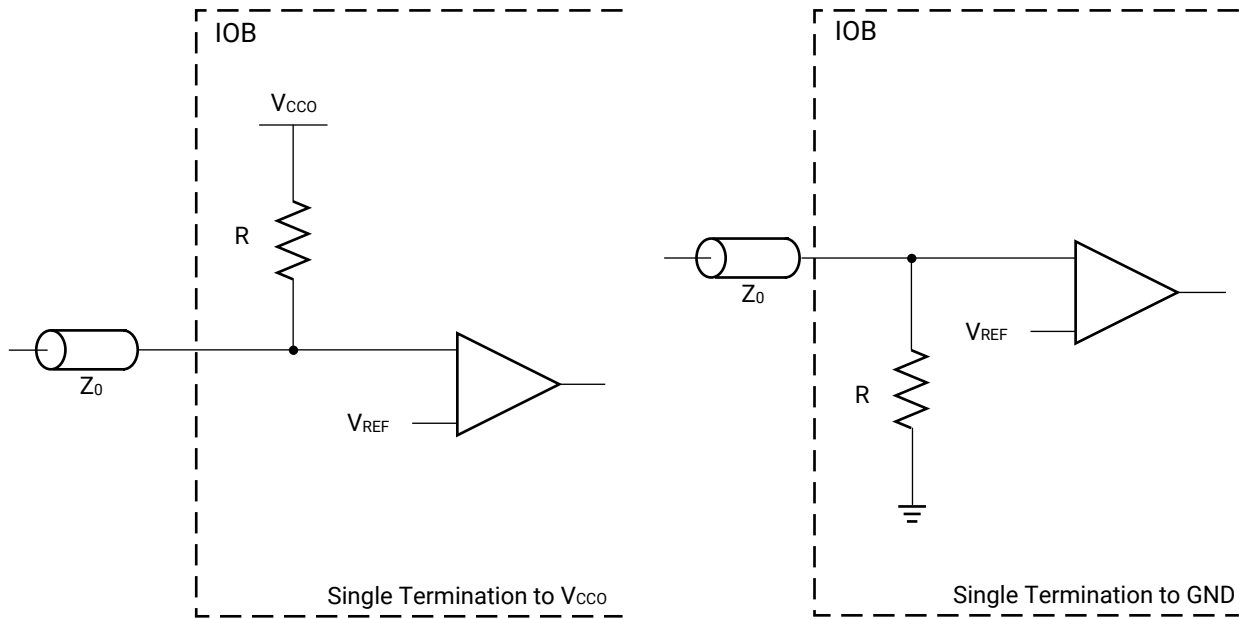 IOB
VCCO
R
Z0
VREF
Single Termination to VCCO
IOB
Z0
VREF
R
Single Termination to GND